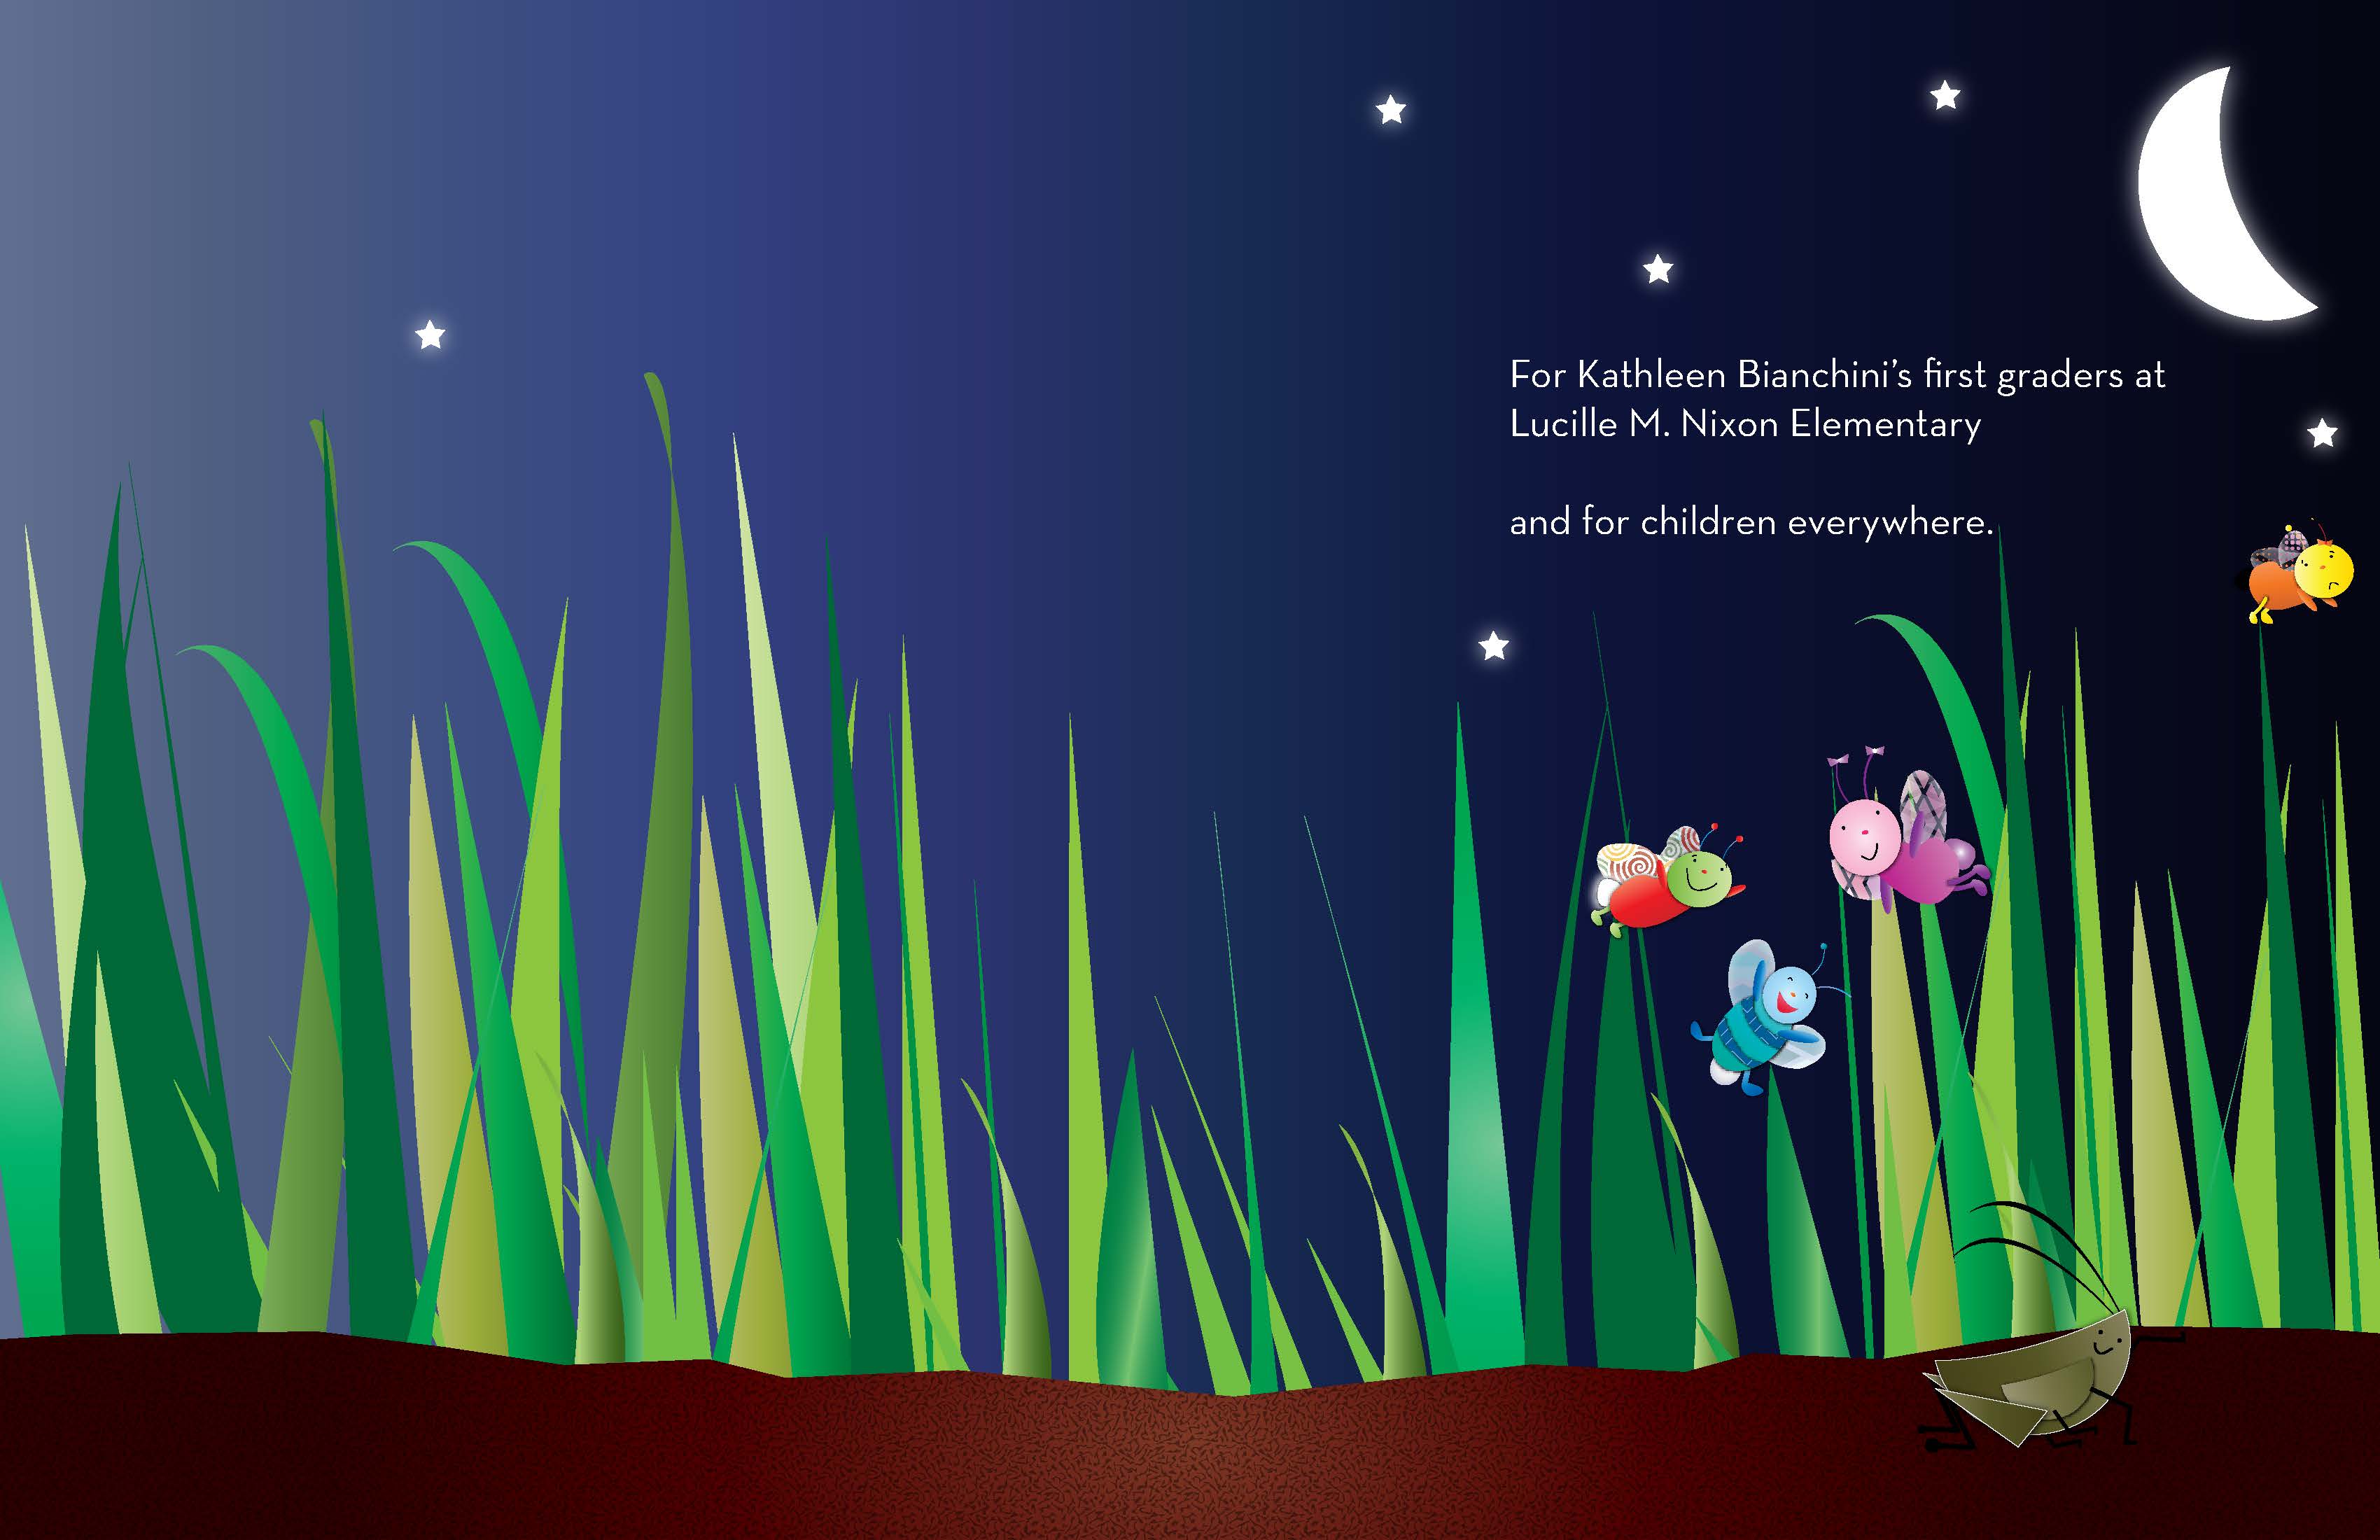 For Kathleen Bianchini’s first graders at
Lucille M. Nixon Elementary
and for children everywhere.